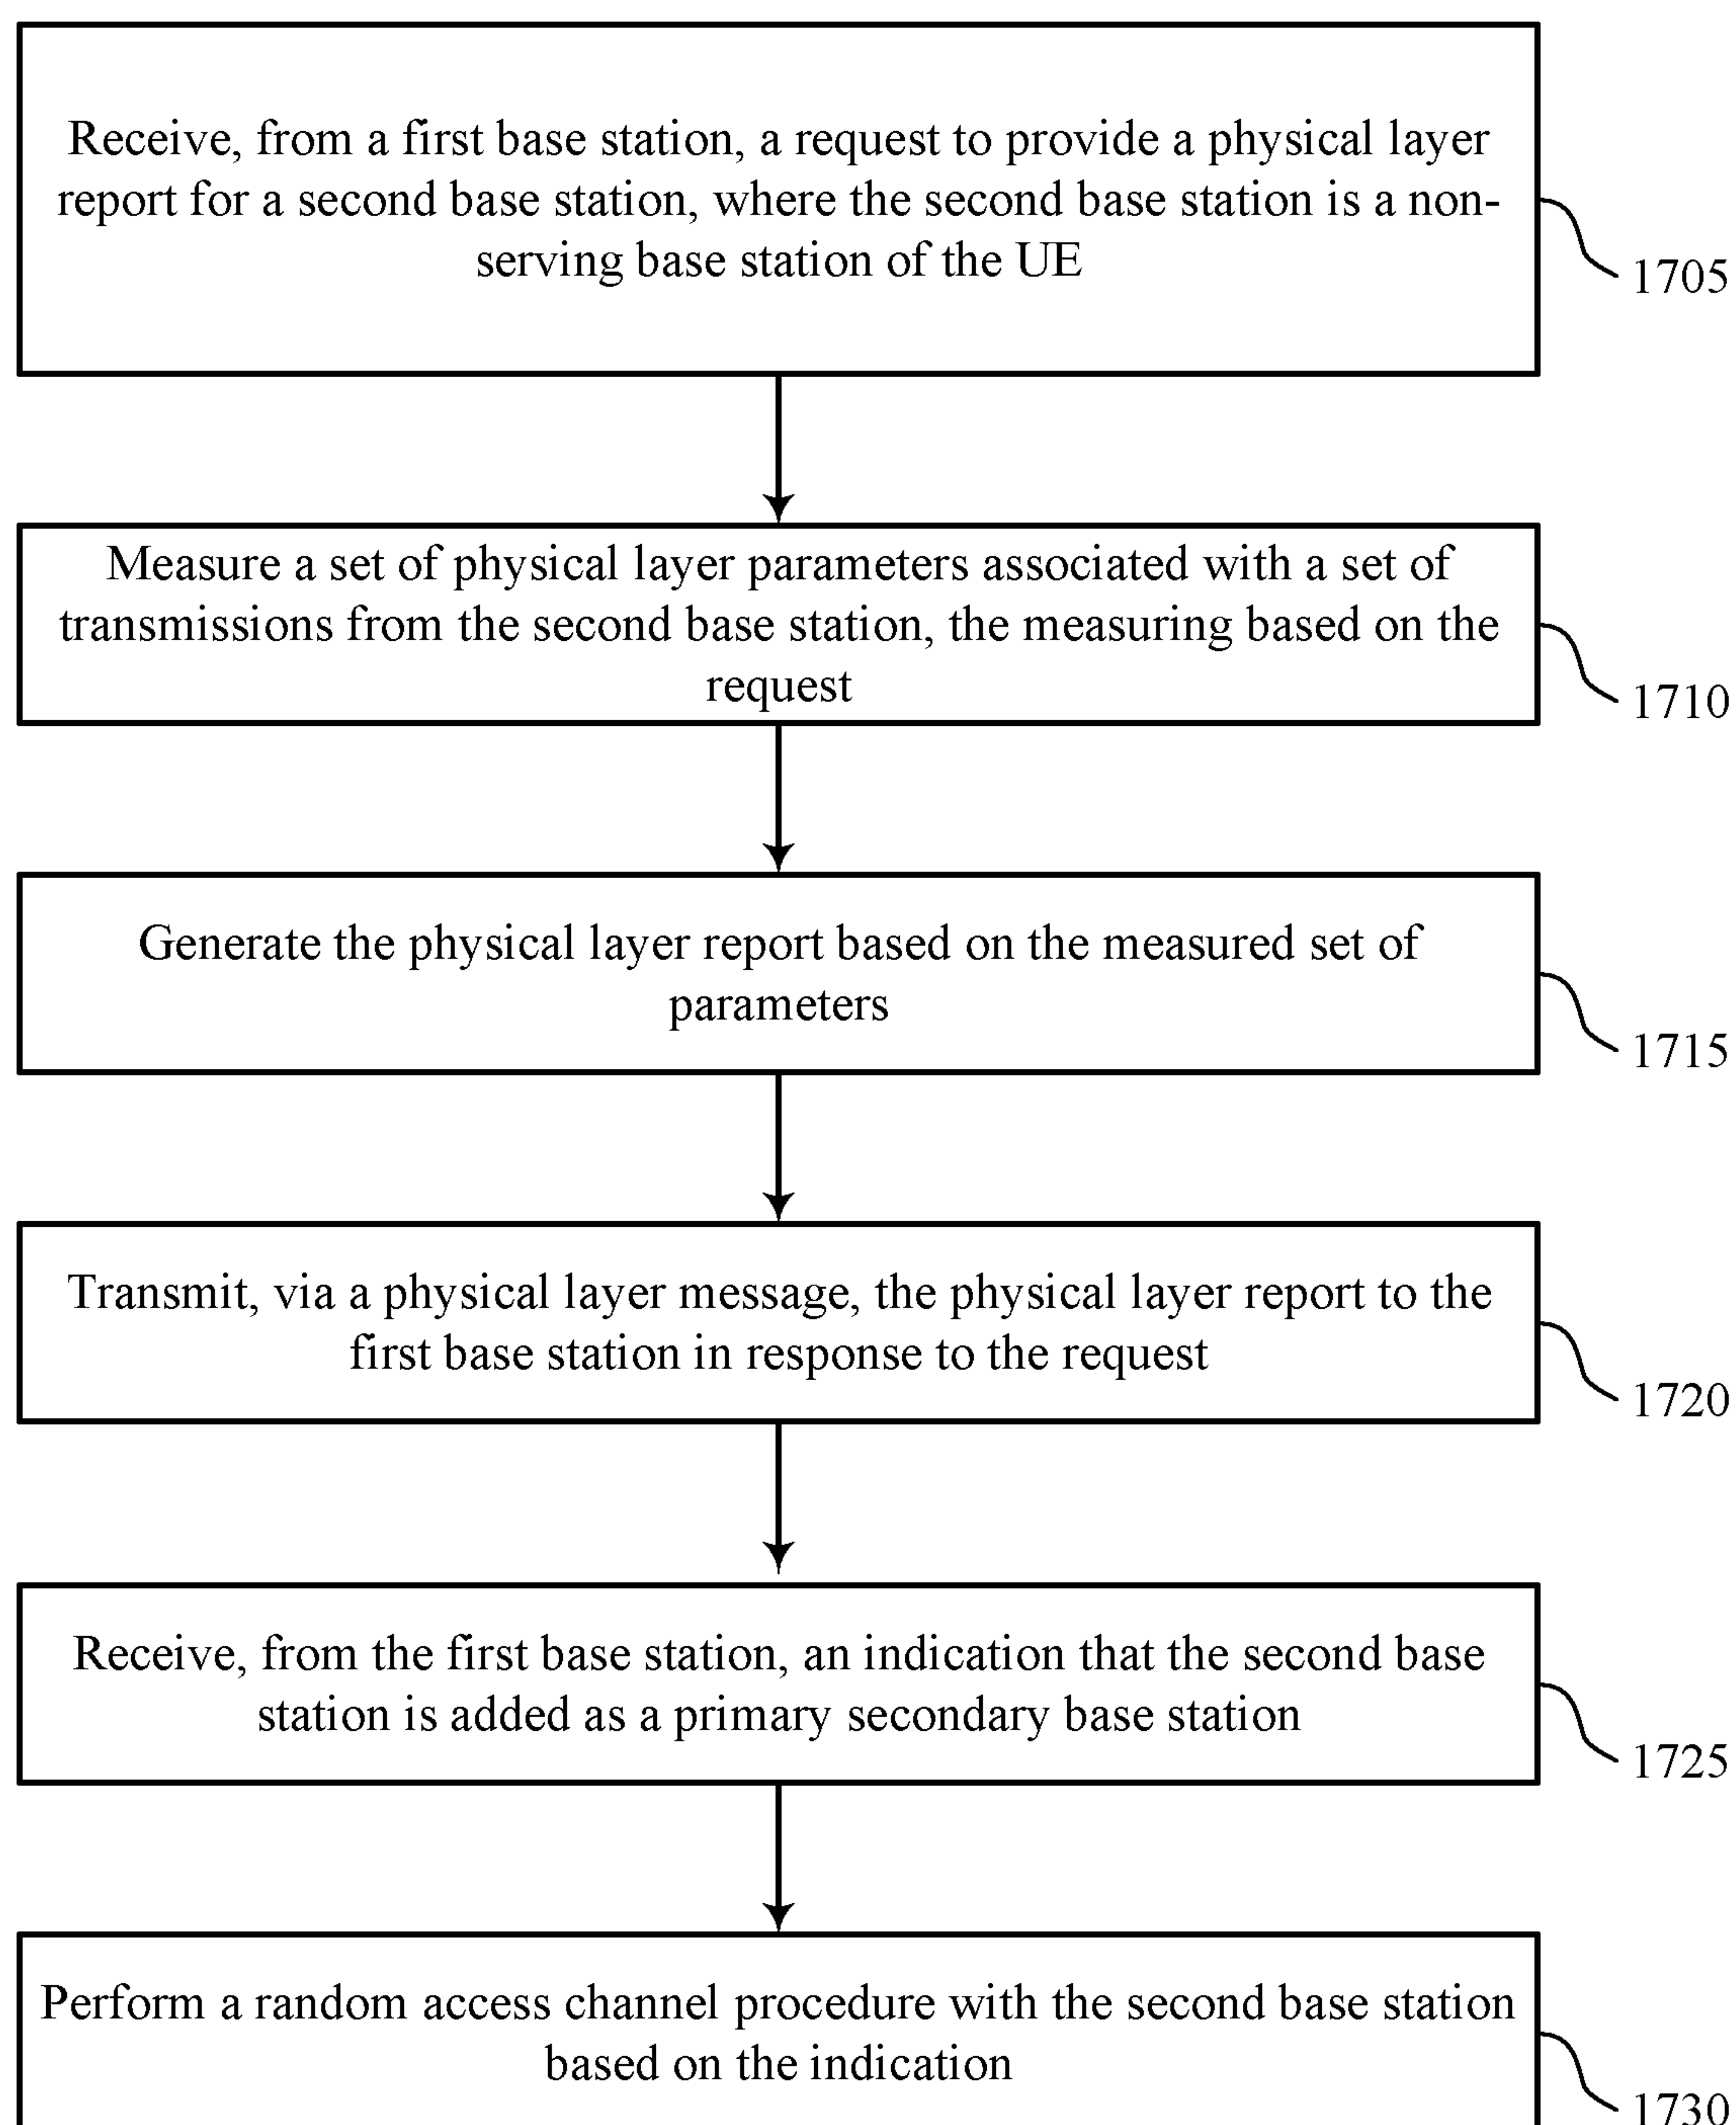 Receive, from a first base station, a request to provide a physical layer
report for a second base station, where the second base station is a non-
serving base station of the UE
1705
Measure a set of physical layer parameters associated with a set of
transmissions from the second base station, the measuring based on the
request
1710
Generate the physical layer report based on the measured set of
parameters
1715
Transmit, via a physical layer message, the physical layer report to the
first base station in response to the request
1720
Receive, from the first base station, an indication that the second base
station is added as a primary secondary base station
1725
Perform a random access channel procedure with the second base station
based on the indication
1730